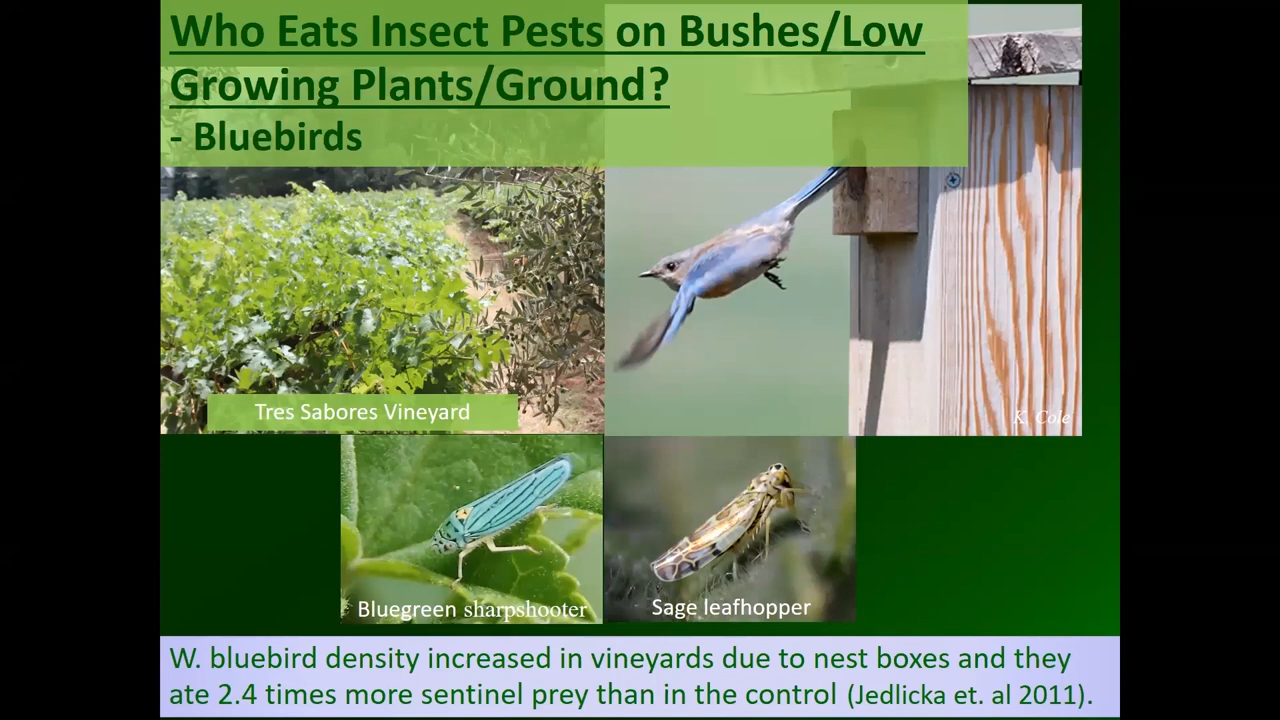 Who Eats Insect Pests on Bushes/Low
Growing Plants/Ground?
- Bluebirds
Tres Sabores Vineyard
K. Cole
Bluegreen sharpshooter
Sage leafhopper
W. bluebird density increased in vineyards due to nest boxes and they
ate 2.4 times more sentinel prey than in the control (Jedlicka et. al 2011).